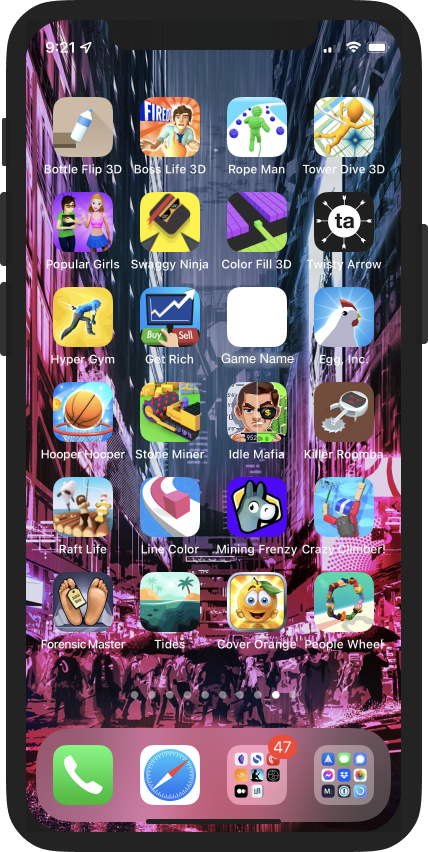 9:21
FIRED
Bottle Flip 3D Boss Life 3D Rope Man Tower Dive 3D
ta
Popular Girls Swaggy Ninja Color Fill 3D Twisty Arrow
Buy Sell
Hyper Gym Get Rich Game Name Egg, Inc.
952
Hooper Hooper Stone Miner Idle Mafia Killer Roomba
Raft Life Line Color Mining Frenzy Crazy Climber!
Forensic Master Tides Cover Orange People Wheel
47